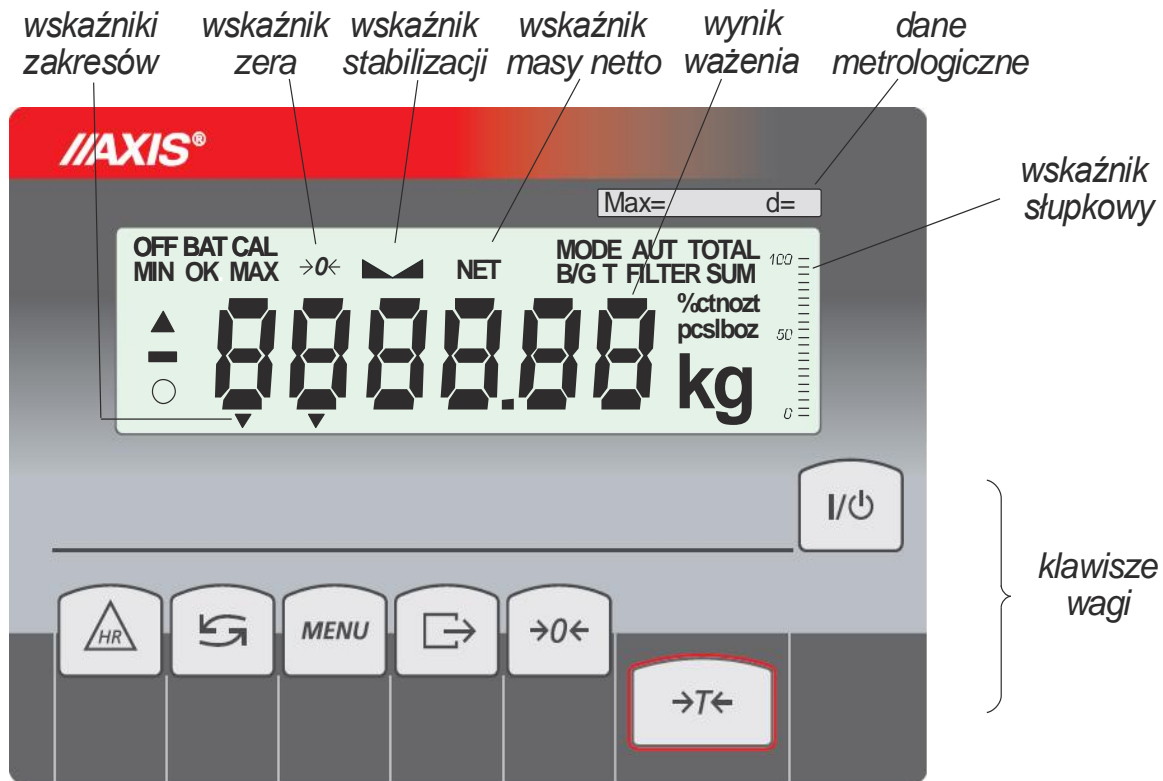 wskaźniki
zakresów
wskaźnik
zera
wskaźnik
stabilizacji
wskaźnik
masy netto
wynik
ważenia
dane
metrologiczne
//AXIS®
wskaźnik
słupkowy
Max= d=
OFF BAT CAL
MIN OK MAX
→0←
NET
MODE AUT TOTAL
B/G T FILTER SUM
%ctnozt
pcslboz
100
50
0
888888.88
kg
I/⏻
klawisze
wagi
HR
MENU
→0←
→T←